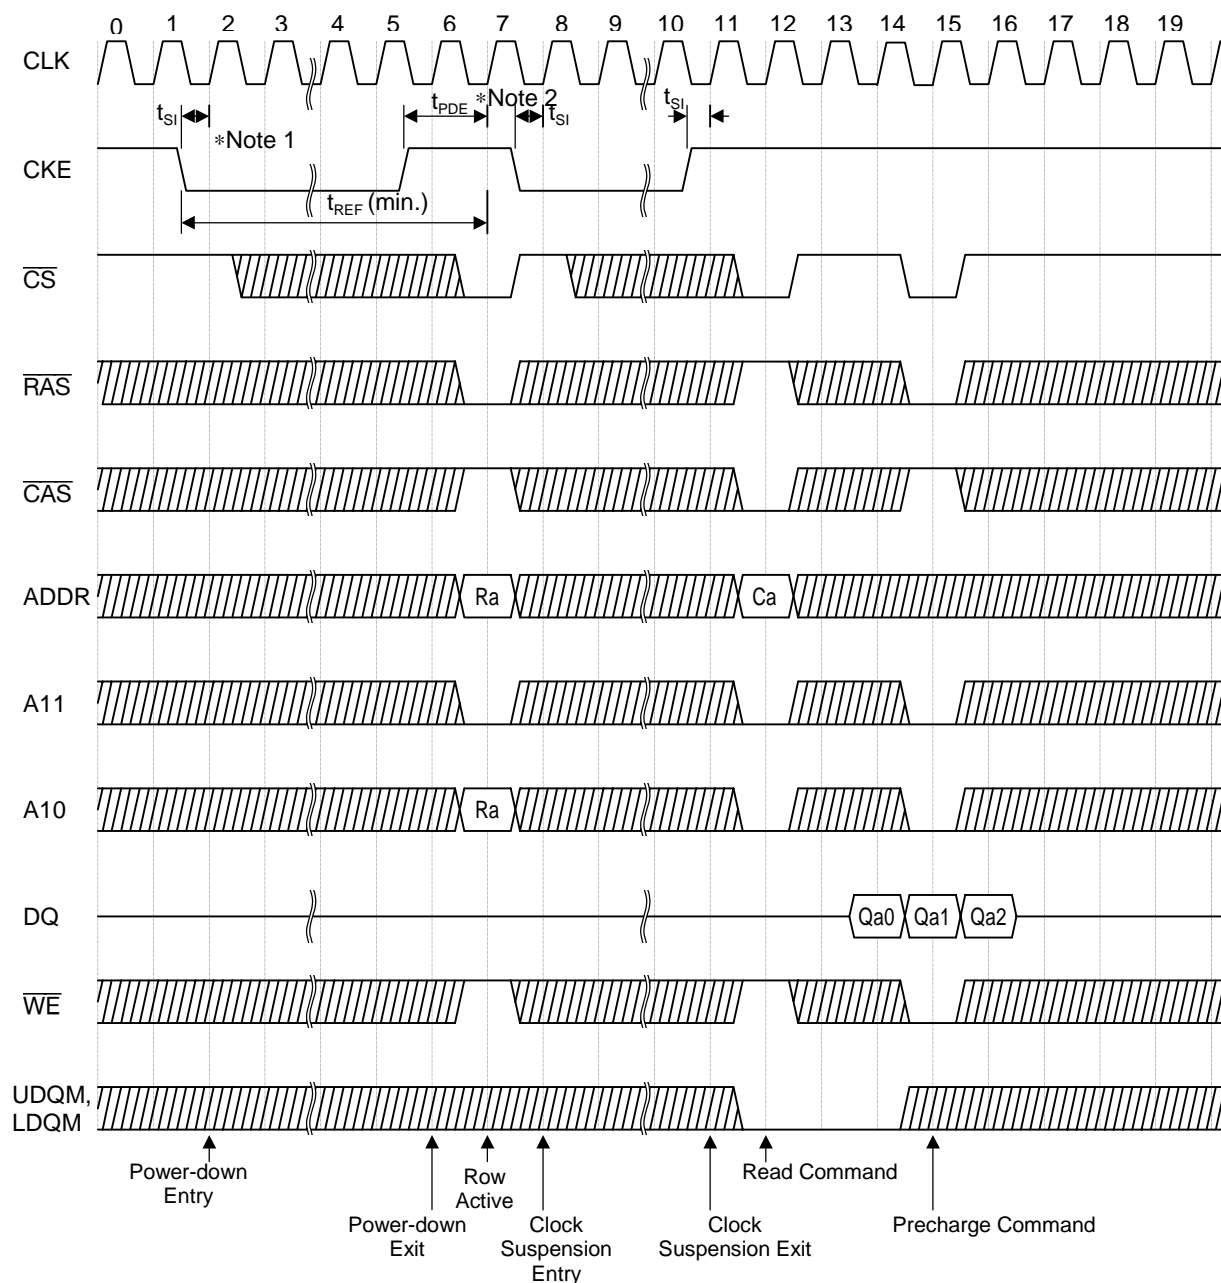 0 1 2 3 4 5 6 7 8 9 10 11 12 13 14 15 16 17 18 19
CLK
tSI tPDE *Note 2 tSI tSI
*Note 1
CKE
tREF (min.)
CS
RAS
CAS
ADDR Ra Ca
A11
A10 Ra
DQ Qa0 Qa1 Qa2
WE
UDQM,
LDQM
Power-down
Entry
Row
Active
Read Command
Power-down
Exit
Clock
Suspension
Entry
Clock
Suspension Exit
Precharge Command